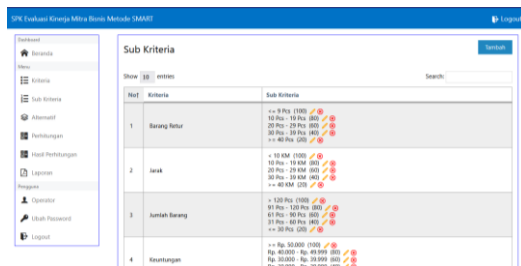 SPK Evaluasi Kinerja Mitra Bisnis Metode SMART
Logout
Dashboard
Beranda
Menu
Kriteria
Sub Kriteria
Alternatif
Perhitungan
Hasil Perhitungan
Laporan
Pengguna
Operator
Ubah Password
Logout
Sub Kriteria
Tambah
Show 10 entries
Search:
No Kriteria Sub Kriteria
1 Barang Retur
<= 9 Pcs (100)
10 Pcs - 19 Pcs (80)
20 Pcs - 29 Pcs (60)
30 Pcs - 39 Pcs (40)
>= 40 Pcs (20)
2 Jarak
< 10 KM (100)
10 Pcs - 19 KM (80)
20 Pcs - 29 KM (60)
30 Pcs - 39 KM (40)
>= 40 KM (20)
3 Jumlah Barang
> 120 Pcs (100)
91 Pcs - 120 Pcs (80)
61 Pcs - 90 Pcs (60)
31 Pcs - 60 Pcs (40)
<= 30 Pcs (20)
4 Keuntungan
>= Rp. 50.000 (100)
Rp. 40.000 - Rp. 49.999 (80)
Rp. 30.000 - Rp. 39.999 (60)